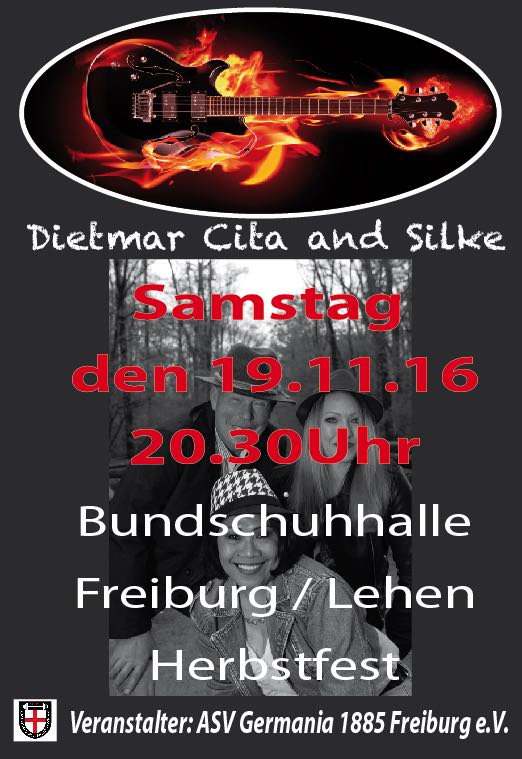 Dietmar Cita and Silke
Samstag
den 19.11.16
20.30Uhr
Bundschuhhalle
Freiburg / Lehen
Herbstfest
Veranstalter: ASV Germania 1885 Freiburg e.V.